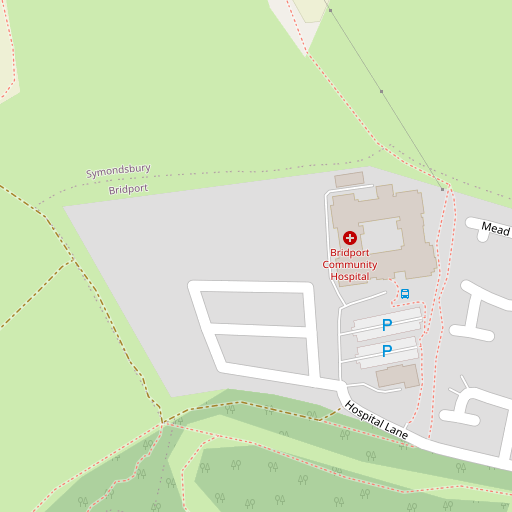 Symondsbury
Bridport
Mead
Bridport
Community
Hospital
P
P
Hospital Lane